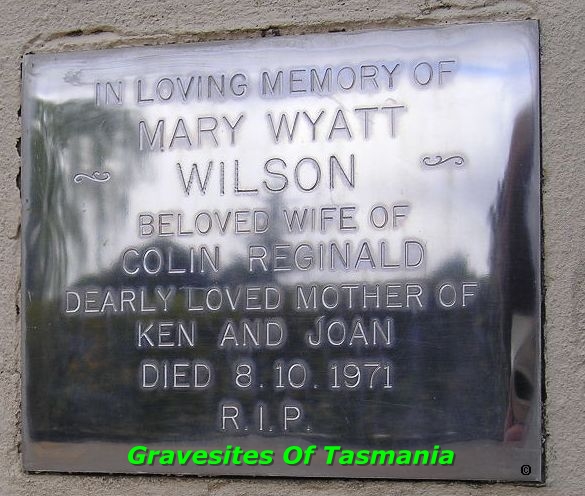 IN LOVING MEMORY OF
MARY WYATT
WILSON
BELOVED WIFE OF
COLIN REGINALD
DEARLY LOVED MOTHER OF
KEN AND JOAN
DIED 8.10.1971
R.I.P.
Gravesites Of Tasmania